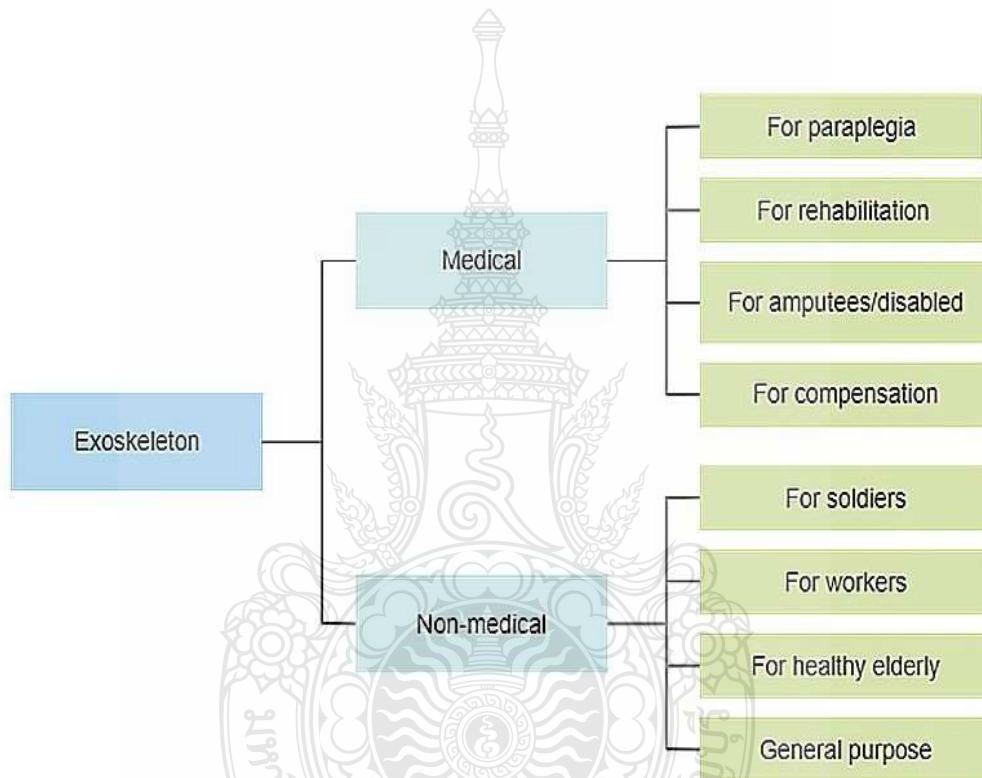 Exoskeleton
Medical
For paraplegia
For rehabilitation
For amputees/disabled
For compensation
Non-medical
For soldiers
For workers
For healthy elderly
General purpose